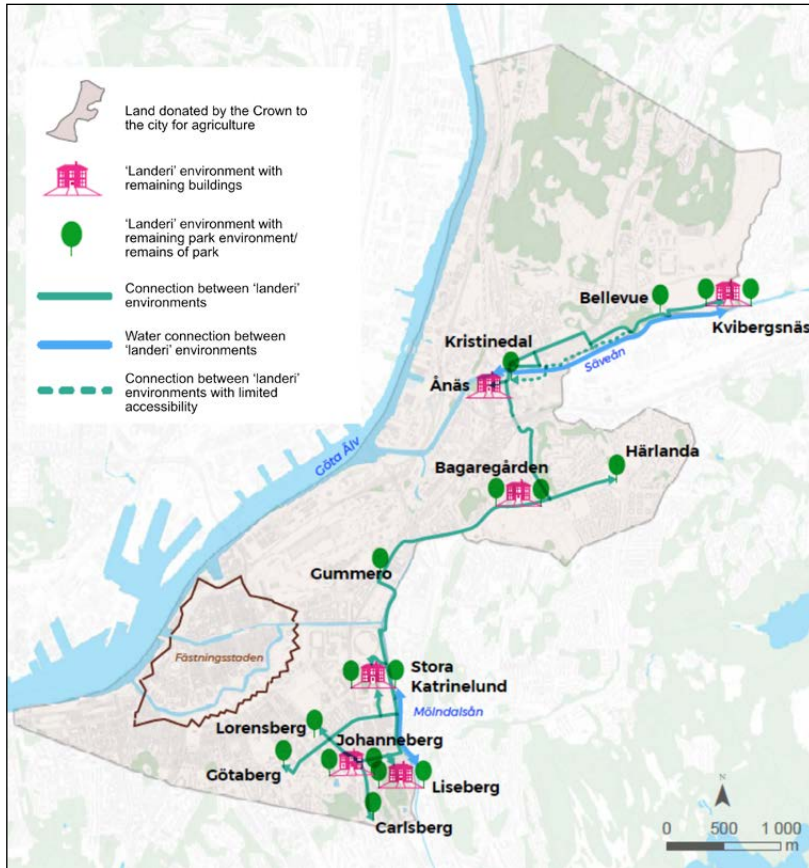 Land donated by the Crown to
the city for agriculture
'Landeri' environment with
remaining buildings
'Landeri' environment with
remaining park environment/
remains of park
Connection between 'landeri'
environments
Water connection between
'landeri' environments
Connection between 'landeri'
environments with limited
accessibility
Bellevue
Kvibergsnäs
Kristinedal
Säveån
Ånäs
Göta Älv
Bagaregården
Härlanda
Gummero
Fästningsstaden
Stora
Katrinelund
Mölndalsån
Lorensberg
Johanneberg
Götaberg
Liseberg
Carlsberg
N
0 500 1 000
m